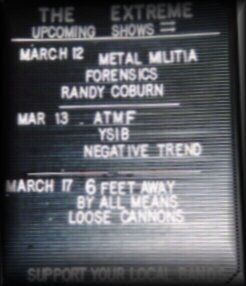 THE EXTREME
UPCOMING SHOWS =
MARCH 12 METAL MILITIA
FORENSICS
RANDY COBURN
MAR 13 . ATMF
YSIB
NEGATIVE TREND
MARCH 17 6 FEET AWAY
BY ALL MEANS
LOOSE CANNONS
SUPPORT YOUR LOCAL BANDS